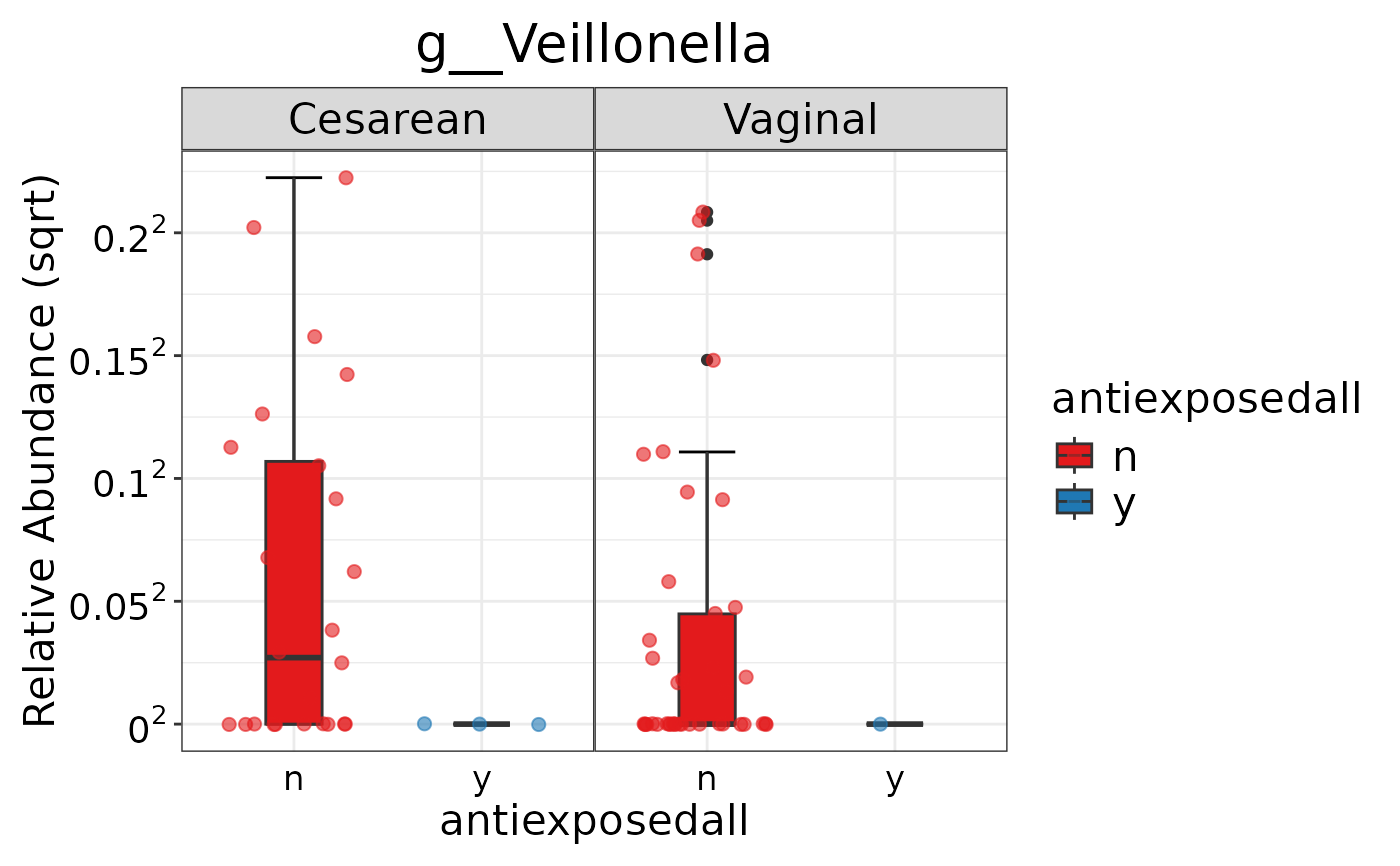 g__Veillonella
Cesarean
Vaginal
Relative Abundance (sqrt)
0.2²
0.15²
0.1²
0.05²
0²
n
y
n
y
antiexposedall
antiexposedall
n
y